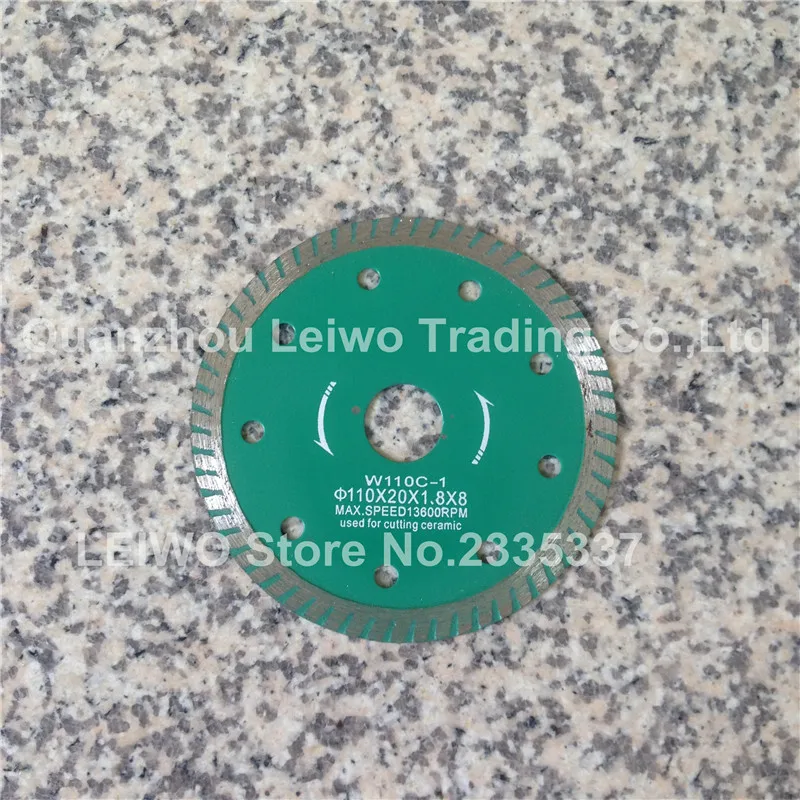 Quanzhou Leiwo Trading Co.,Ltd
W110C-1
Φ110X20X1.8X8
MAX.SPEED13600RPM
used for cutting ceramic
LEIWO Store No.2335337